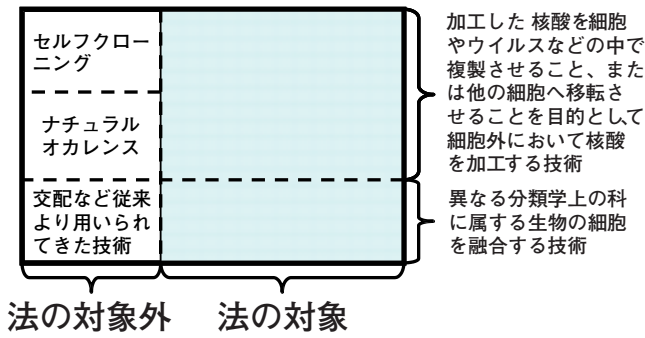 セルフクロー
ニング
ナチュラル
オカレンス
交配など従来
より用いられ
てきた技術
加工した 核酸を細胞
やウイルスなどの中で
複製させること、また
は他の細胞へ移転さ
せることを目的として
細胞外において核酸
を加工する技術
異なる分類学上の科
に属する生物の細胞
を融合する技術
法の対象外
法の対象